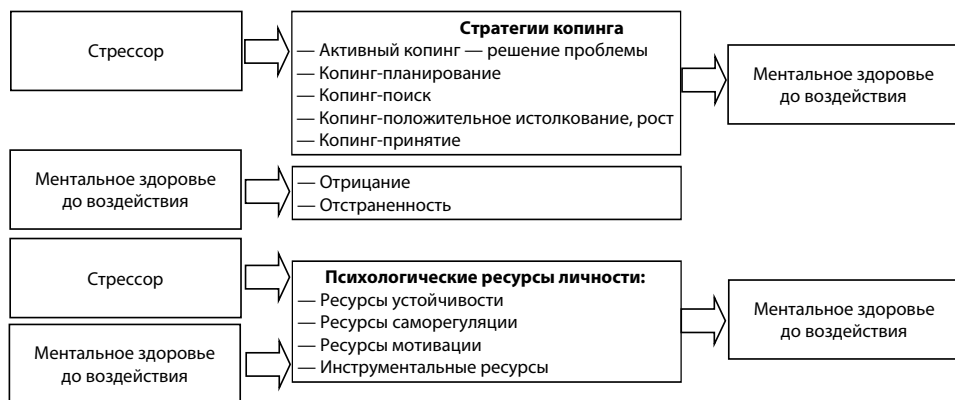 Стрессор
Стратегии копинга
— Активный копинг — решение проблемы
— Копинг-планирование
— Копинг-поиск
— Копинг-положительное истолкование, рост
— Копинг-принятие
Ментальное здоровье
до воздействия
Ментальное здоровье
до воздействия
— Отрицание
— Отстраненность
Стрессор
Ментальное здоровье
до воздействия
Психологические ресурсы личности:
— Ресурсы устойчивости
— Ресурсы саморегуляции
— Ресурсы мотивации
— Инструментальные ресурсы
Ментальное здоровье
до воздействия